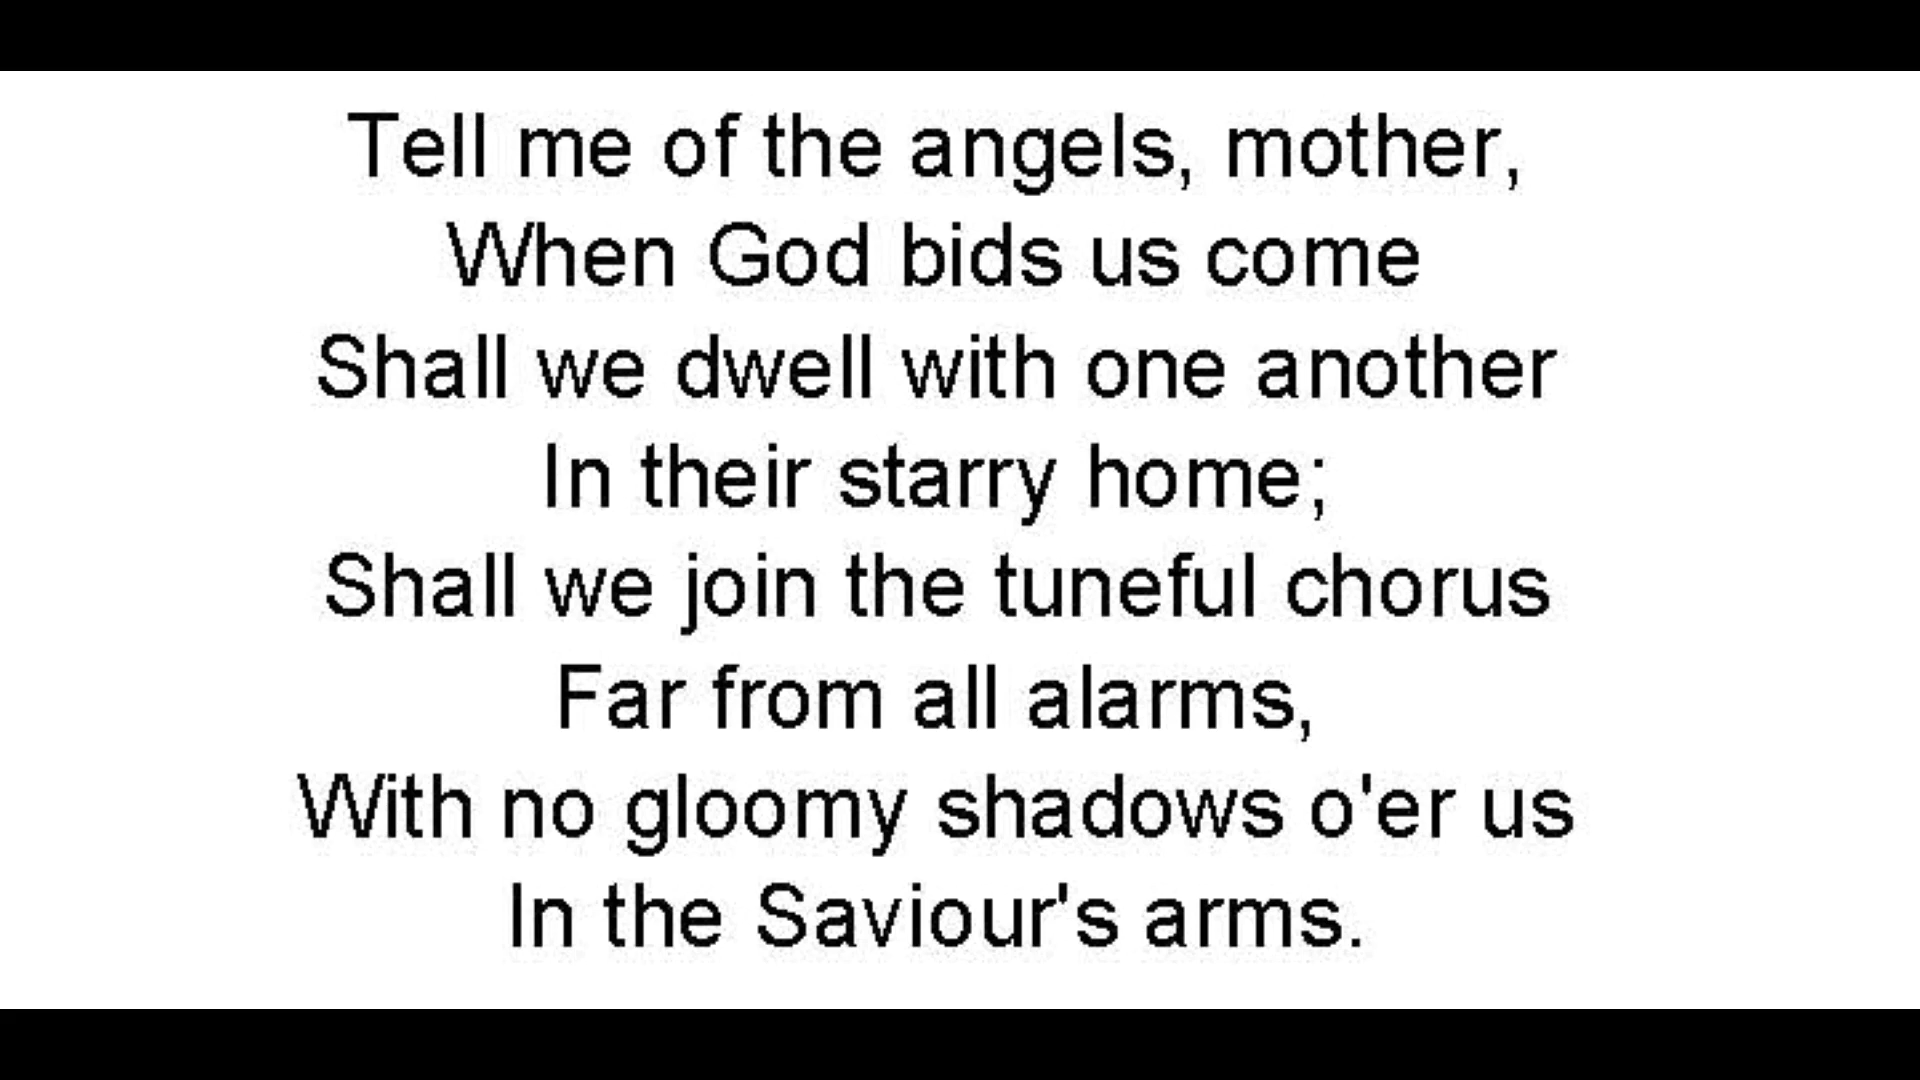 Tell me of the angels, mother,
When God bids us come
Shall we dwell with one another
In their starry home;
Shall we join the tuneful chorus
Far from all alarms,
With no gloomy shadows o'er us
In the Saviour's arms.